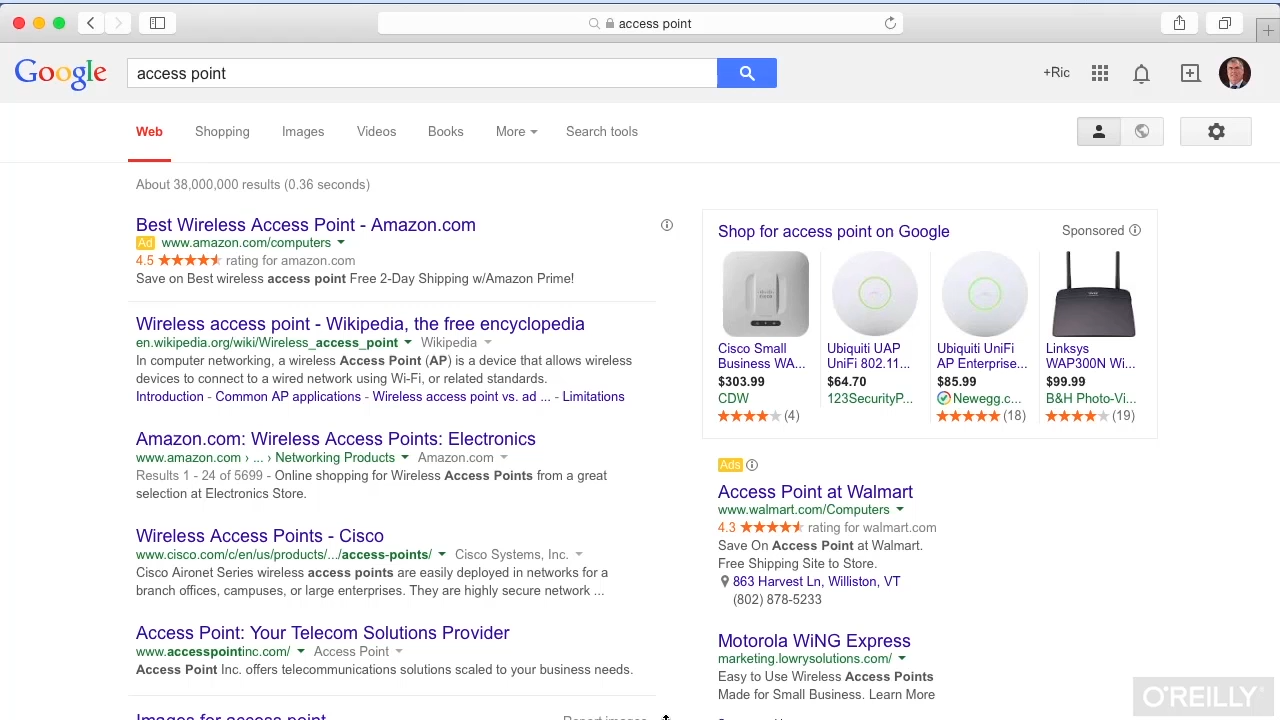 access point
Google
access point
+Ric
Web
Shopping
Images
Videos
Books
More
Search tools
About 38,000,000 results (0.36 seconds)
Best Wireless Access Point - Amazon.com
Ad www.amazon.com/computers
4.5 rating for amazon.com
Save on Best wireless access point Free 2-Day Shipping w/Amazon Prime!
Wireless access point - Wikipedia, the free encyclopedia
en.wikipedia.org/wiki/Wireless_access_point Wikipedia
In computer networking, a wireless Access Point (AP) is a device that allows wireless
devices to connect to a wired network using Wi-Fi, or related standards.
Introduction - Common AP applications - Wireless access point vs. ad ... - Limitations
Amazon.com: Wireless Access Points: Electronics
www.amazon.com › ... › Networking Products Amazon.com
Results 1 - 24 of 5699 - Online shopping for Wireless Access Points from a great
selection at Electronics Store.
Wireless Access Points - Cisco
www.cisco.com/c/en/us/products/.../access-points/ Cisco Systems, Inc.
Cisco Aironet Series wireless access points are easily deployed in networks for a
branch offices, campuses, or large enterprises. They are highly secure network ...
Access Point: Your Telecom Solutions Provider
www.accesspointinc.com/ Access Point
Access Point Inc. offers telecommunications solutions scaled to your business needs.
Images for access point
Report images
Shop for access point on Google
Sponsored
Cisco Small
Business WA...
$303.99
CDW
(4)
Ubiquiti UAP
UniFi 802.11...
$64.70
123SecurityP...
Ubiquiti UniFi
AP Enterprise...
$85.99
Newegg.c...
(18)
Linksys
WAP300N Wi...
$99.99
B&H Photo-Vi...
(19)
Ads
Access Point at Walmart
www.walmart.com/Computers
4.3 rating for walmart.com
Save On Access Point at Walmart.
Free Shipping Site to Store.
863 Harvest Ln, Williston, VT
(802) 878-5233
Motorola WiNG Express
marketing.lowrysolutions.com/
Easy to Use Wireless Access Points
Made for Small Business. Learn More
O'REILLY®